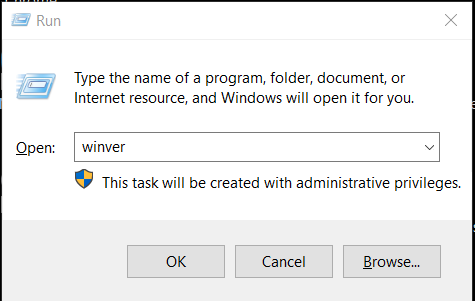 Run
Type the name of a program, folder, document, or
Internet resource, and Windows will open it for you.
Open: winver
This task will be created with administrative privileges.
OK Cancel Browse...